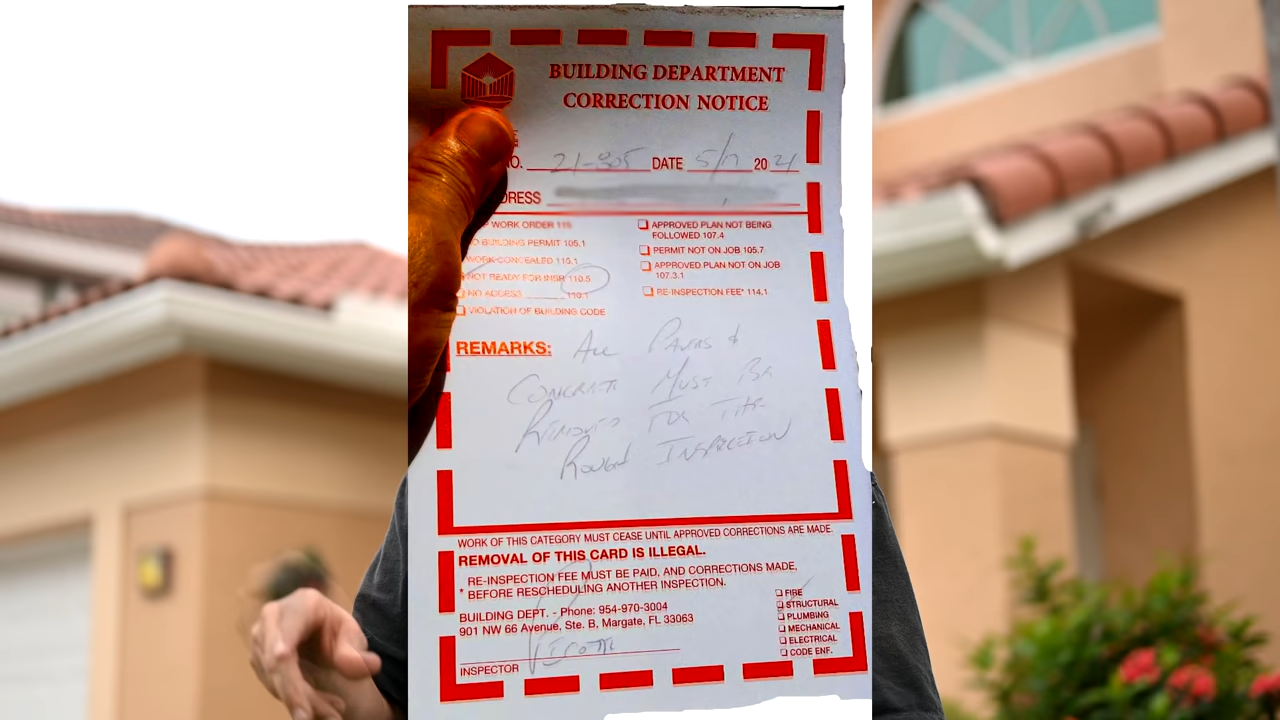 BUILDING DEPARTMENT
CORRECTION NOTICE
NO. 21-305 DATE 5/17 2021
WORK ORDER 115
BUILDING PERMIT 105.1
WORK CONCEALED 110.1
NOT READY FOR INSP. 110.5
NO ACCESS 110.1
VIOLATION OF BUILDING CODE
APPROVED PLAN NOT BEING
FOLLOWED 107.4
PERMIT NOT ON JOB 105.7
APPROVED PLAN NOT ON JOB
107.3.1
RE-INSPECTION FEE* 114.1
REMARKS: ALL PAVERS &
CONCRETE MUST BE
REMOVED FOR THE
ROUGH INSPECTION
WORK OF THIS CATEGORY MUST CEASE UNTIL APPROVED CORRECTIONS ARE MADE.
REMOVAL OF THIS CARD IS ILLEGAL.
RE-INSPECTION FEE MUST BE PAID, AND CORRECTIONS MADE,
* BEFORE RESCHEDULING ANOTHER INSPECTION.
BUILDING DEPT. - Phone: 954-970-3004
901 NW 66 Avenue, Ste. B, Margate, FL 33063
INSPECTOR
FIRE
STRUCTURAL
PLUMBING
MECHANICAL
ELECTRICAL
CODE ENF.